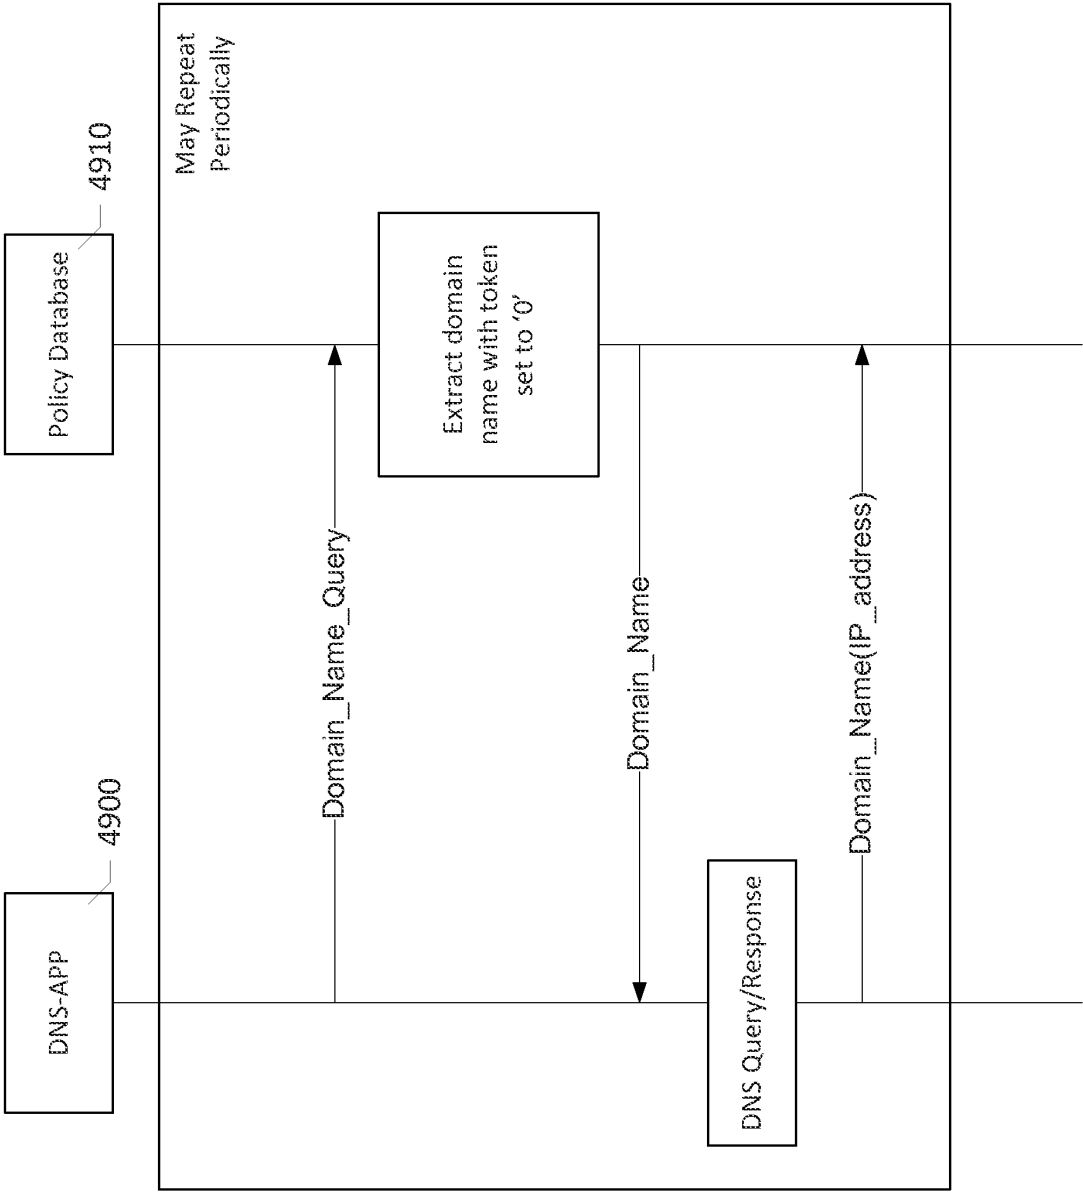 DNS-APP
4900
Policy Database
4910
May Repeat
Periodically
Domain_Name_Query
Extract domain
name with token
set to ‘0’
Domain_Name
DNS Query/Response
Domain_Name(IP_address)